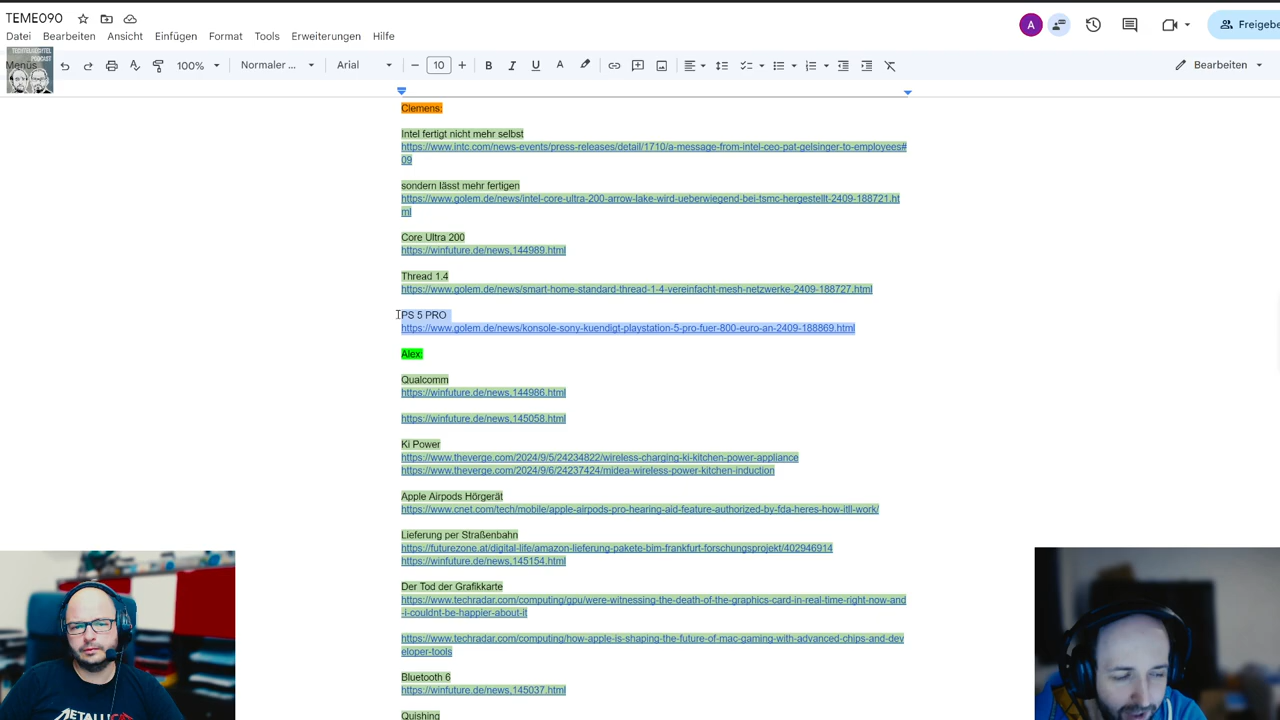 TEME090
Datei Bearbeiten Ansicht Einfügen Format Tools Erweiterungen Hilfe
A
Freigebe
TECHTELMECHTEL
PODCAST
Menüs
100% Normaler ... Arial 10 B I U A Bearbeiten
Clemens:
Intel fertigt nicht mehr selbst
https://www.intc.com/news-events/press-releases/detail/1710/a-message-from-intel-ceo-pat-gelsinger-to-employees#
09
sondern lässt mehr fertigen
https://www.golem.de/news/intel-core-ultra-200-arrow-lake-wird-ueberwiegend-bei-tsmc-hergestellt-2409-188721.ht
ml
Core Ultra 200
https://winfuture.de/news,144989.html
Thread 1.4
https://www.golem.de/news/smart-home-standard-thread-1-4-vereinfacht-mesh-netzwerke-2409-188727.html
PS 5 PRO
https://www.golem.de/news/konsole-sony-kuendigt-playstation-5-pro-fuer-800-euro-an-2409-188869.html
Alex:
Qualcomm
https://winfuture.de/news,144986.html
https://winfuture.de/news,145058.html
Ki Power
https://www.theverge.com/2024/9/5/24234822/wireless-charging-ki-kitchen-power-appliance
https://www.theverge.com/2024/9/6/24237424/midea-wireless-power-kitchen-induction
Apple Airpods Hörgerät
https://www.cnet.com/tech/mobile/apple-airpods-pro-hearing-aid-feature-authorized-by-fda-heres-how-itll-work/
Lieferung per Straßenbahn
https://futurezone.at/digital-life/amazon-lieferung-pakete-bim-frankfurt-forschungsprojekt/402946914
https://winfuture.de/news,145154.html
Der Tod der Grafikkarte
https://www.techradar.com/computing/gpu/were-witnessing-the-death-of-the-graphics-card-in-real-time-right-now-and
-i-couldnt-be-happier-about-it
https://www.techradar.com/computing/how-apple-is-shaping-the-future-of-mac-gaming-with-advanced-chips-and-dev
eloper-tools
Bluetooth 6
https://winfuture.de/news,145037.html
Quishing
METALLICA